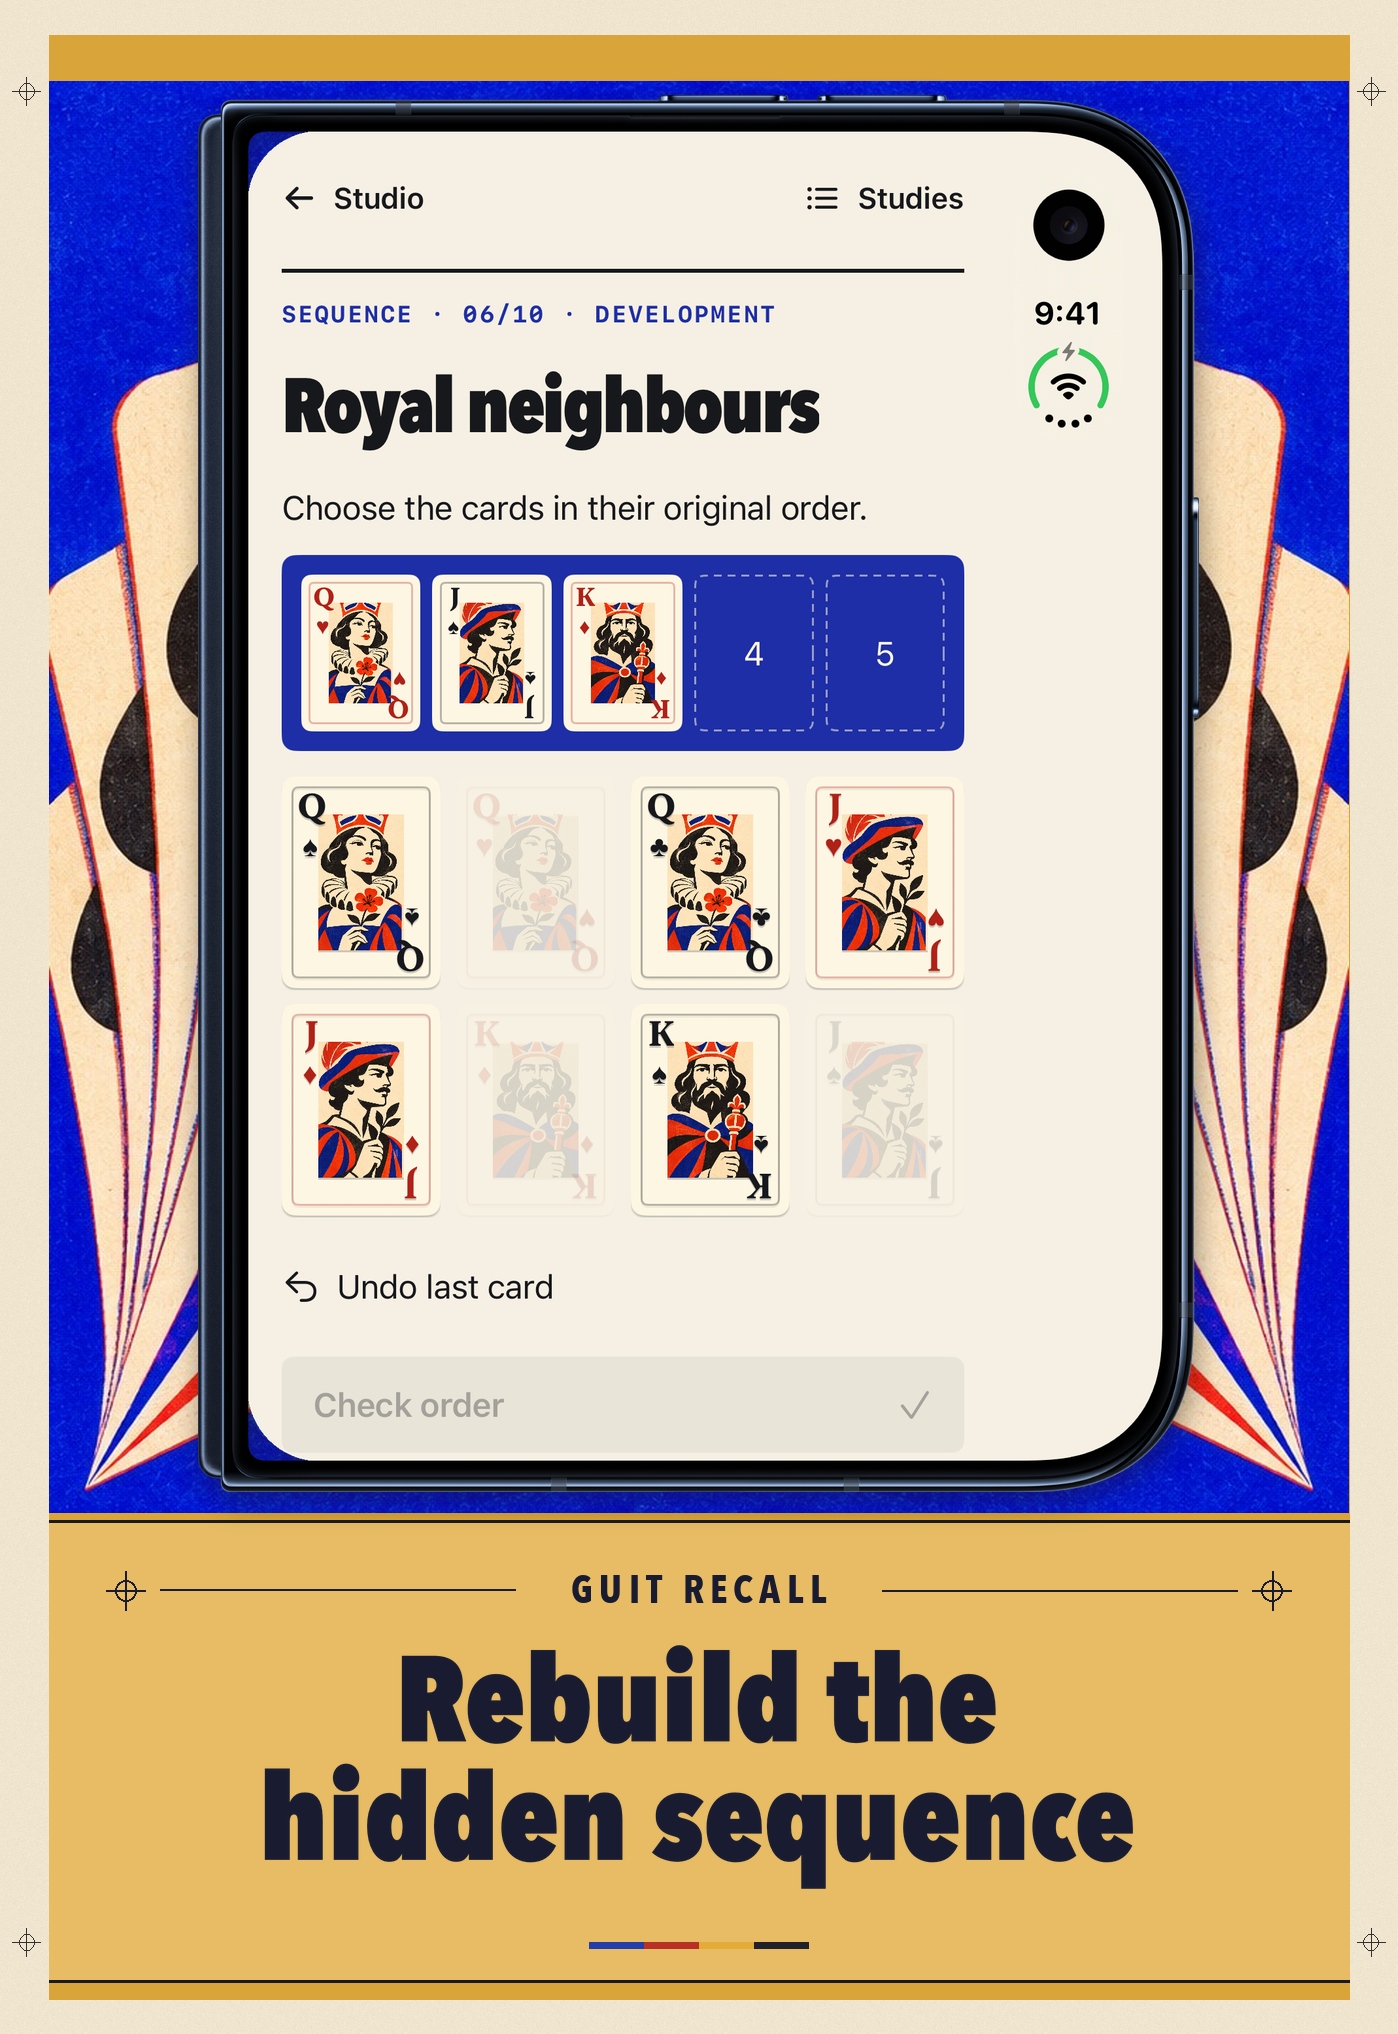 Studio
Studies
9:41
SEQUENCE · 06/10 · DEVELOPMENT
Royal neighbours
Choose the cards in their original order.
Q Q
J J
K K
4
5
Q Q
Q Q
Q Q
J J
J J
K K
K K
J J
Undo last card
Check order
GUIT RECALL
Rebuild the
hidden sequence